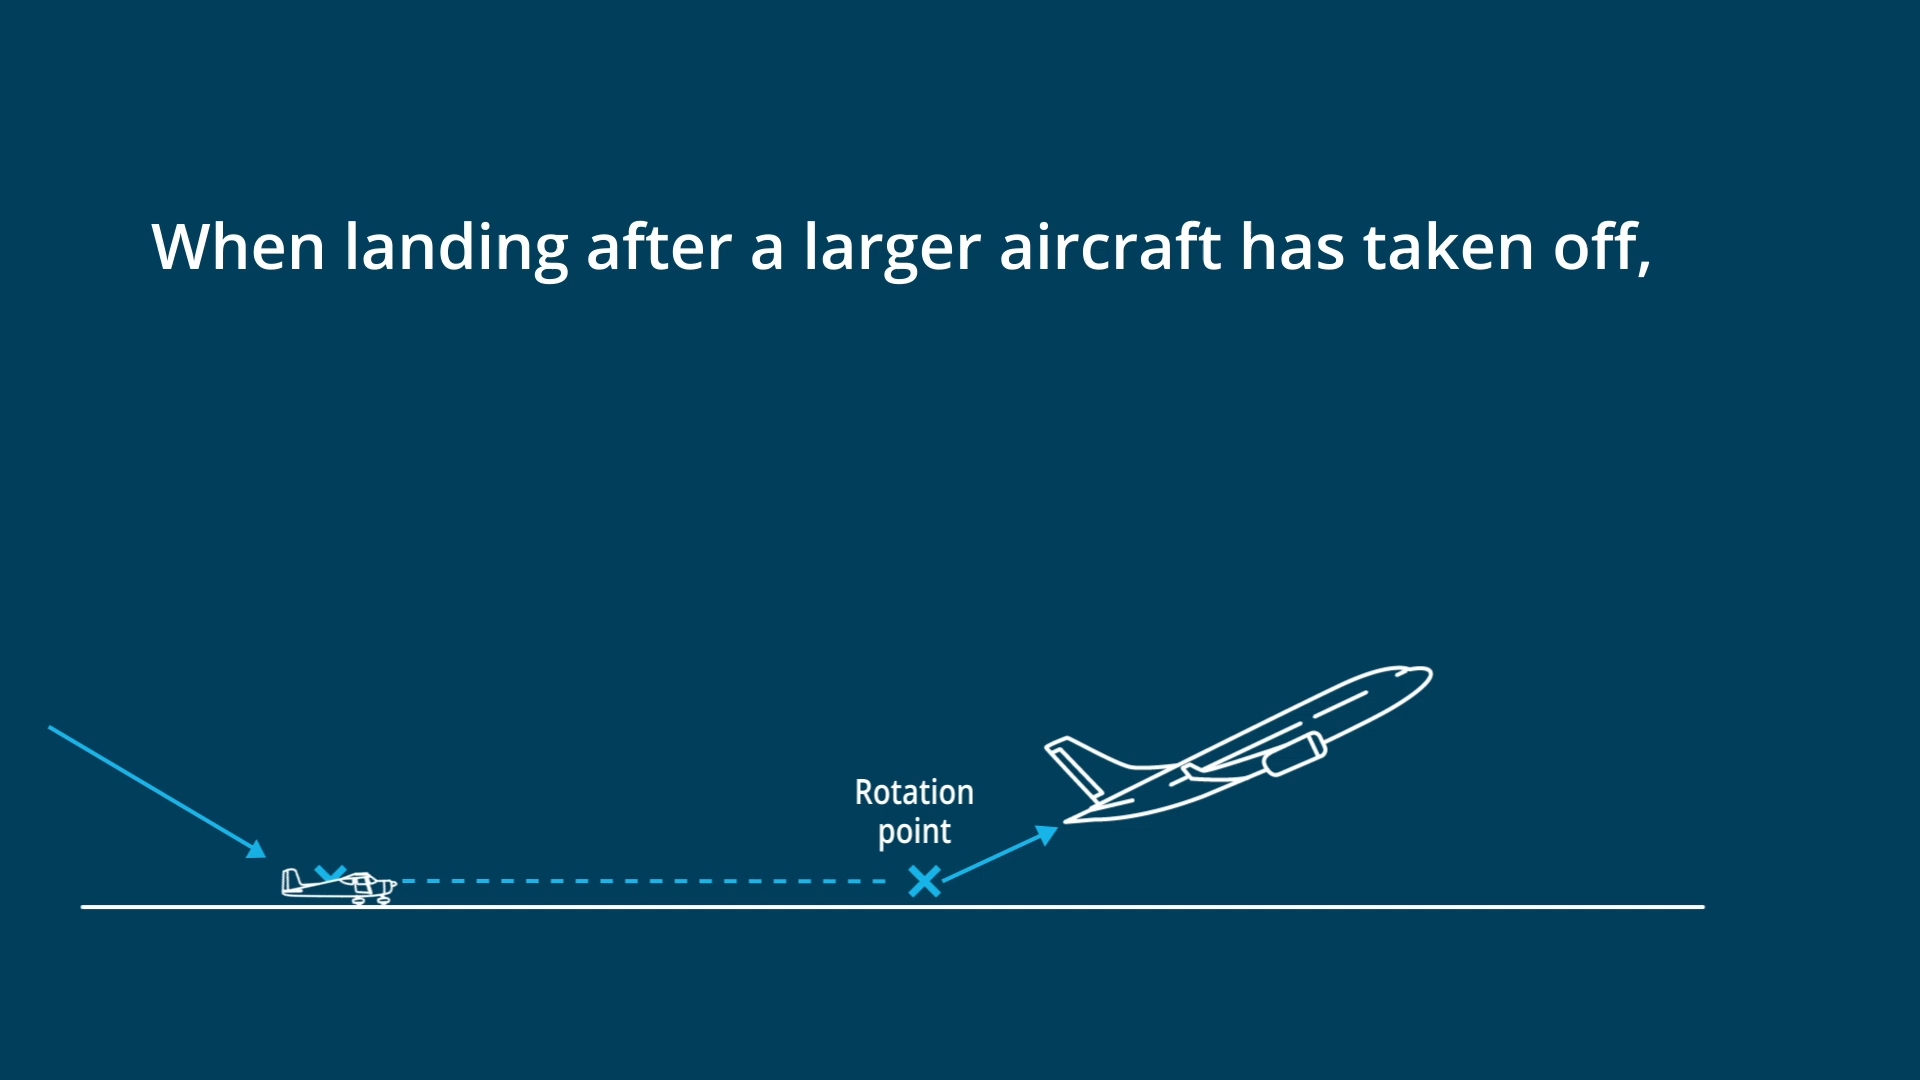 When landing after a larger aircraft has taken off,
Rotation
point